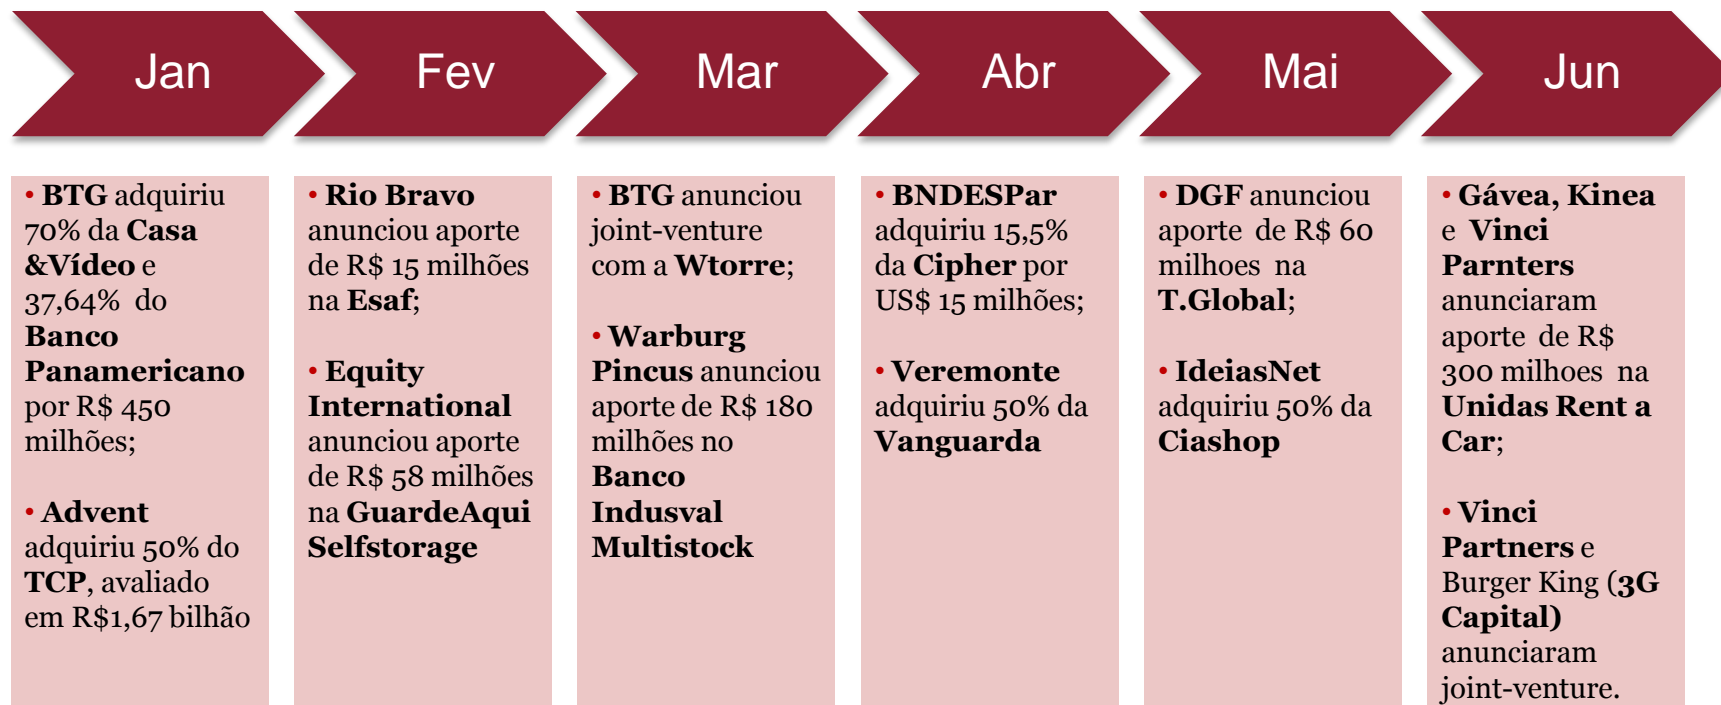 Jan
Fev
Mar
Abr
Mai
Jun
• BTG adquiriu
70% da Casa
&Vídeo e
37,64% do
Banco
Panamericano
por R$ 450
milhões;
• Advent
adquiriu 50% do
TCP, avaliado
em R$1,67 bilhão
• Rio Bravo
anunciou aporte
de R$ 15 milhões
na Esaf;
• Equity
International
anunciou aporte
de R$ 58 milhões
na GuardeAqui
Selfstorage
• BTG anunciou
joint-venture
com a Wtorre;
• Warburg
Pincus anunciou
aporte de R$ 180
milhões no
Banco
Indusval
Multistock
• BNDESPar
adquiriu 15,5%
da Cipher por
US$ 15 milhões;
• Veremonte
adquiriu 50% da
Vanguarda
• DGF anunciou
aporte de R$ 60
milhoes na
T.Global;
• IdeiasNet
adquiriu 50% da
Ciashop
• Gávea, Kinea
e Vinci
Parnters
anunciaram
aporte de R$
300 milhoes na
Unidas Rent a
Car;
• Vinci
Partners e
Burger King (3G
Capital)
anunciaram
joint-venture.